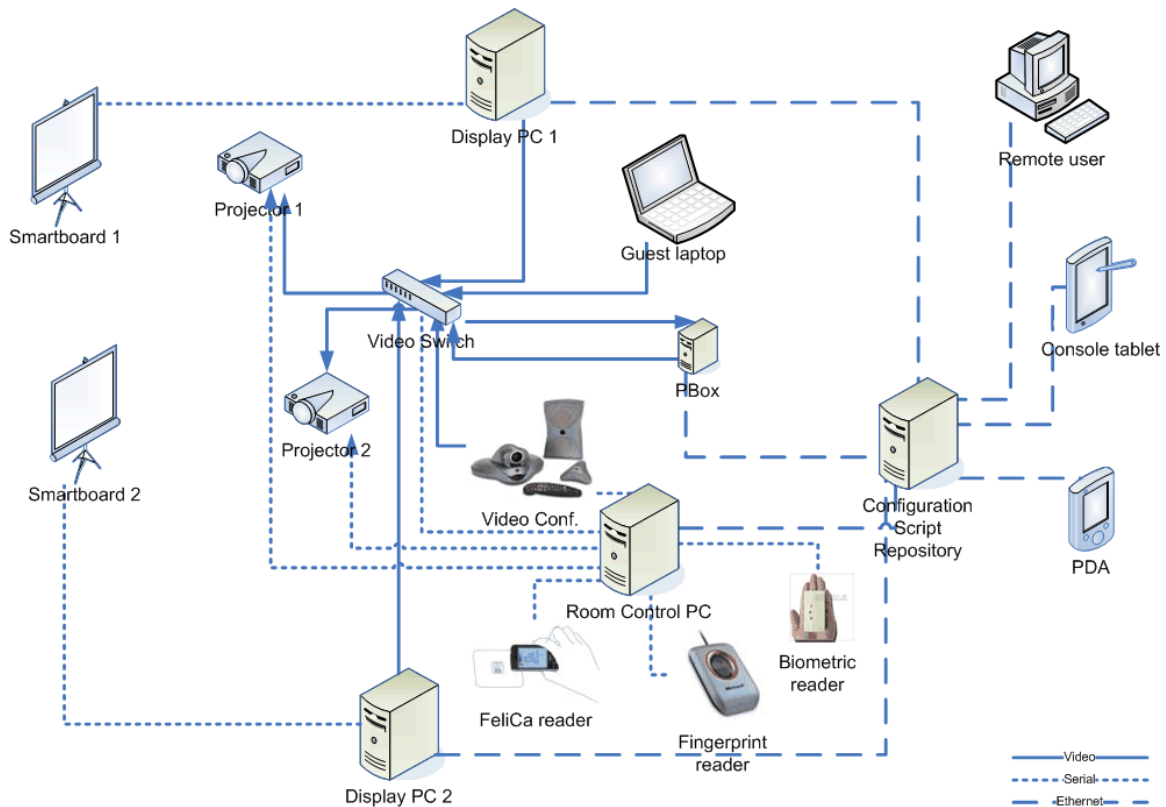 Display PC 1
Remote user
Projector 1
Smartboard 1
Guest laptop
Video Switch
Console tablet
PBox
Projector 2
Smartboard 2
Video Conf.
Configuration
Script
Repository
PDA
Room Control PC
Biometric
reader
FeliCa reader
Fingerprint
reader
Display PC 2
Video
Serial
Ethernet